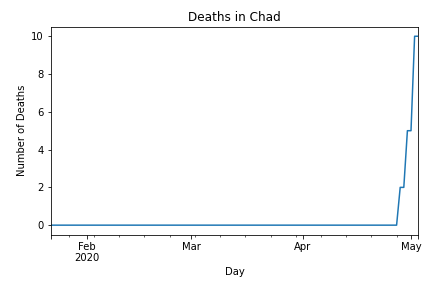 Deaths in Chad
10
8
6
4
2
0
Number of Deaths
Feb
2020
Mar
Apr
May
Day